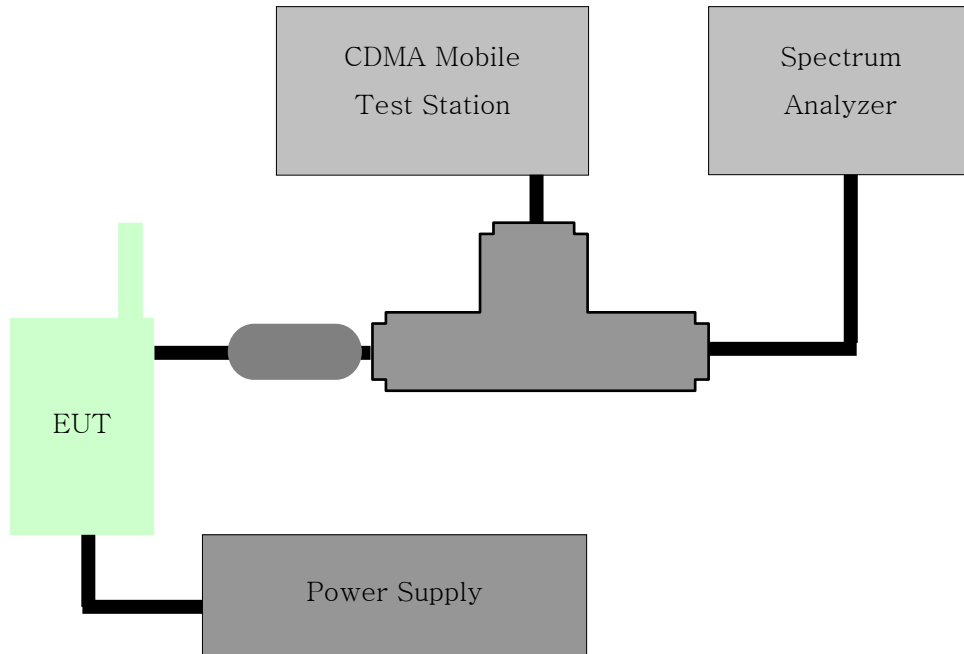 CDMA Mobile
Test Station
Spectrum
Analyzer
EUT
Power Supply